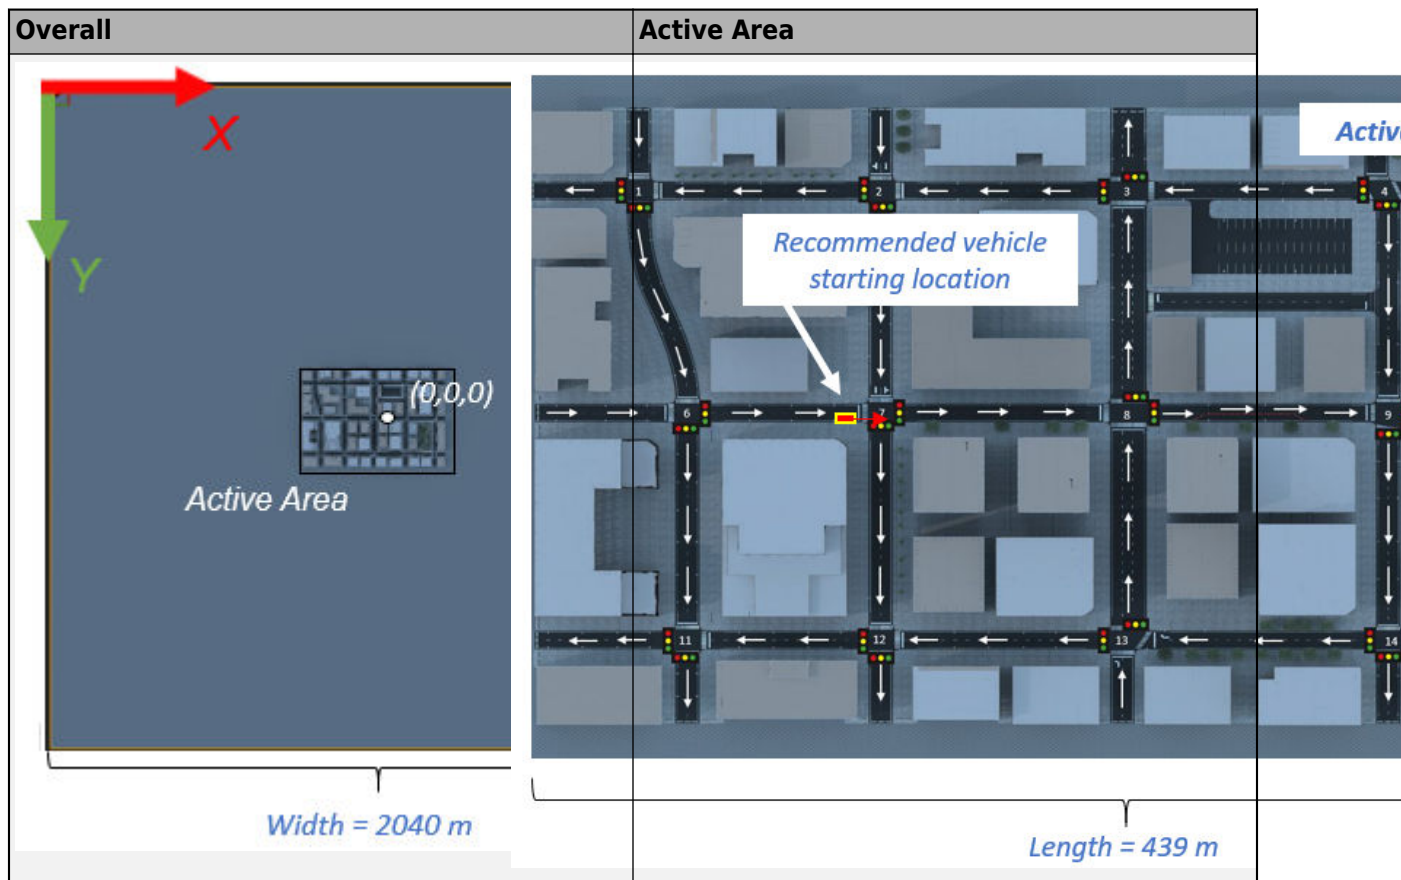 Overall
Active Area
X
Y
(0,0,0)
Active Area
Width = 2040 m
Activ
1
2
3
4
Recommended vehicle
starting location
6
7
8
9
11
12
13
14
Length = 439 m